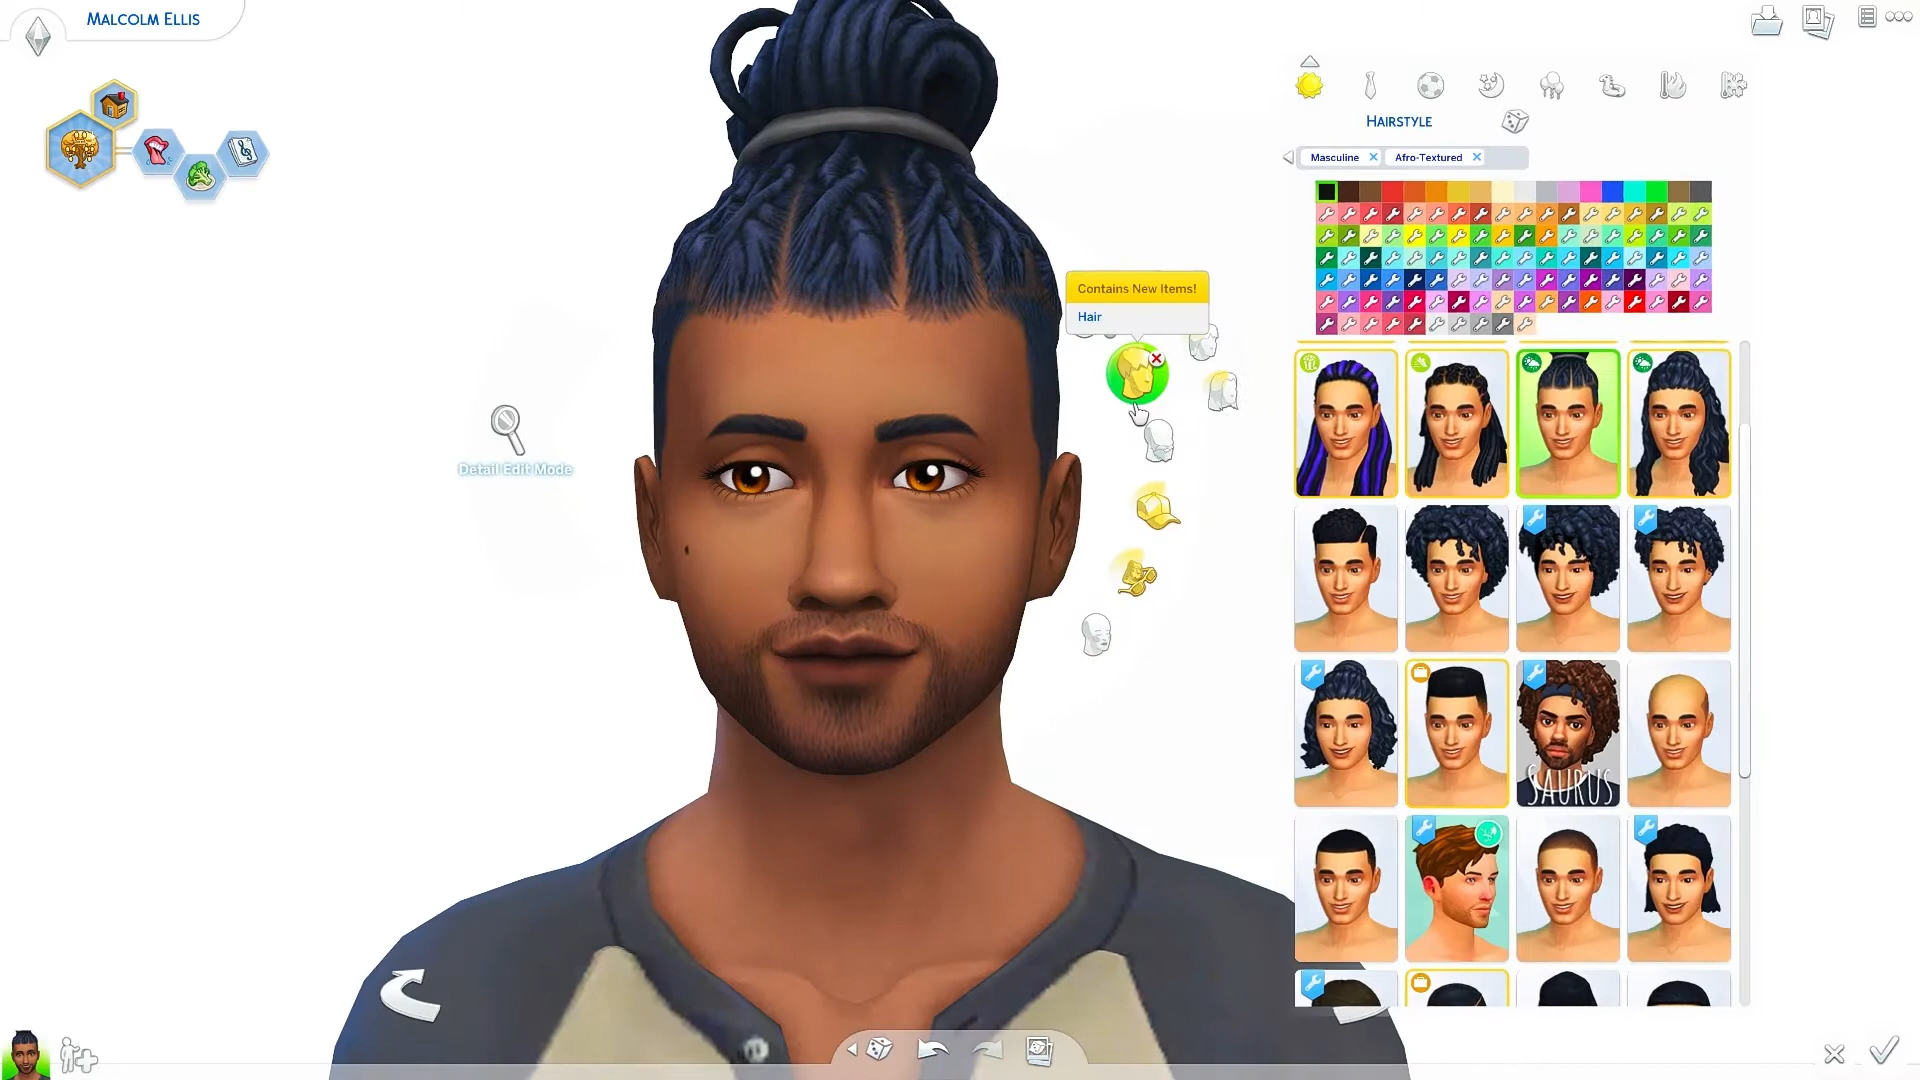 Malcolm Ellis
Hairstyle
Masculine
Afro-Textured
Contains New Items!
Hair
Detail Edit Mode
SAURUS